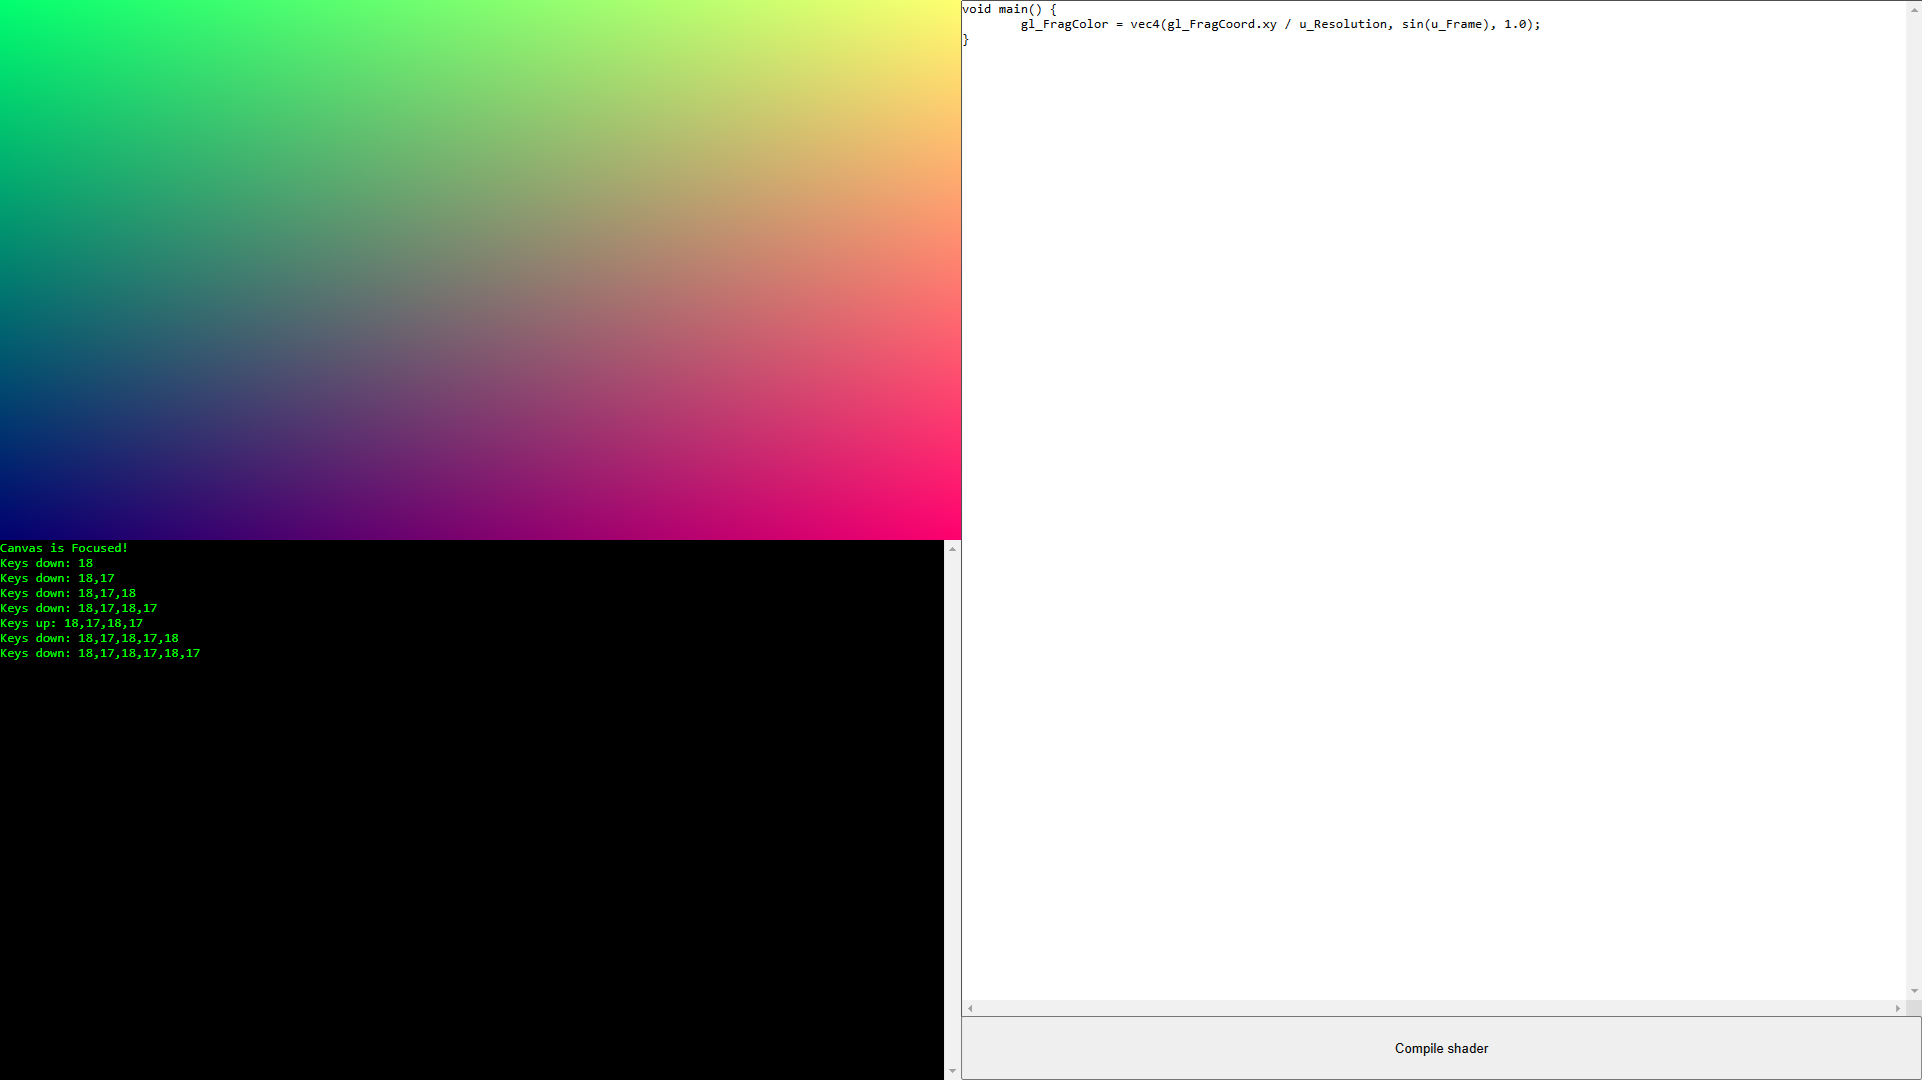 void main() {
	gl_FragColor = vec4(gl_FragCoord.xy / u_Resolution, sin(u_Frame), 1.0);
}
Canvas is Focused!
Keys down: 18
Keys down: 18,17
Keys down: 18,17,18
Keys down: 18,17,18,17
Keys up: 18,17,18,17
Keys down: 18,17,18,17,18
Keys down: 18,17,18,17,18,17
Compile shader